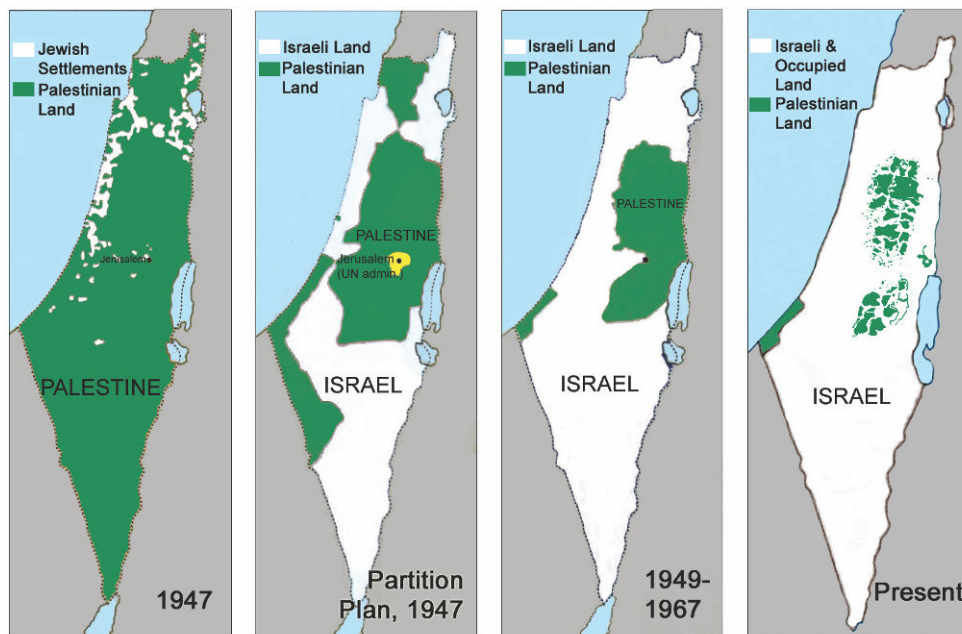 Jewish
Settlements
Palestinian
Land
Jerusalem
PALESTINE
1947
Israeli Land
Palestinian
Land
PALESTINE
Jerusalem
(UN admin.)
ISRAEL
Partition
Plan, 1947
Israeli Land
Palestinian
Land
PALESTINE
ISRAEL
1949-
1967
Israeli &
Occupied
Land
Palestinian
Land
ISRAEL
Present